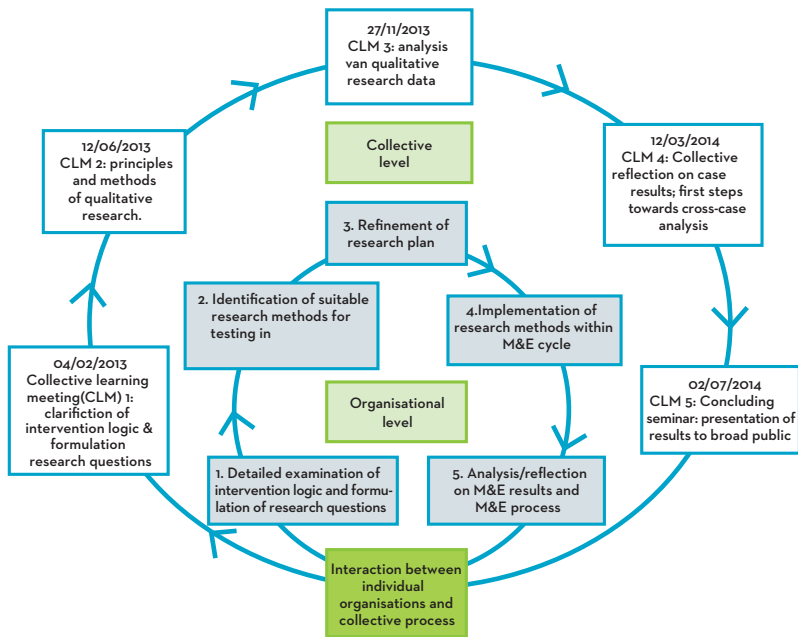 27/11/2013
CLM 3: analysis
van qualitative
research data
12/06/2013
CLM 2: principles
and methods
of qualitative
research.
Collective
level
12/03/2014
CLM 4: Collective
reflection on case
results; first steps
towards cross-case
analysis
3. Refinement of
research plan
2. Identification of suitable
research methods for
testing in
4.Implementation of
research methods within
M&E cycle
04/02/2013
Collective learning
meeting(CLM) 1:
clarifiction of
intervention logic &
formulation
research questions
Organisational
level
02/07/2014
CLM 5: Concluding
seminar: presentation of
results to broad public
1. Detailed examination of
intervention logic and formu-
lation of research questions
5. Analysis/reflection
on M&E results and
M&E process
Interaction between
individual
organisations and
collective process